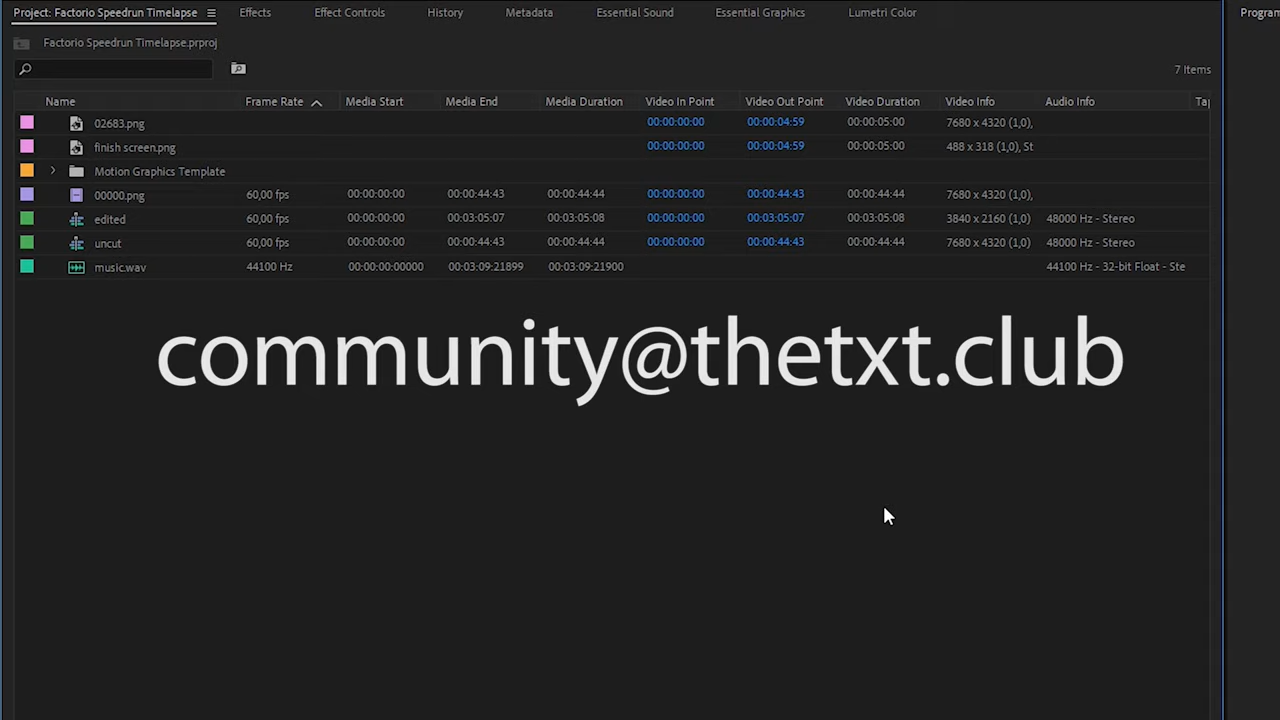 Project: Factorio Speedrun Timelapse Effects Effect Controls History Metadata Essential Sound Essential Graphics Lumetri Color Program
Factorio Speedrun Timelapse.prproj
7 Items
Name Frame Rate Media Start Media End Media Duration Video In Point Video Out Point Video Duration Video Info Audio Info Tap
02683.png 00:00:00:00 00:00:04:59 00:00:05:00 7680 x 4320 (1,0),
finish screen.png 00:00:00:00 00:00:04:59 00:00:05:00 488 x 318 (1,0), St
Motion Graphics Template
00000.png 60,00 fps 00:00:00:00 00:00:44:43 00:00:44:44 00:00:00:00 00:00:44:43 00:00:44:44 7680 x 4320 (1,0),
edited 60,00 fps 00:00:00:00 00:03:05:07 00:03:05:08 00:00:00:00 00:03:05:07 00:03:05:08 3840 x 2160 (1,0) 48000 Hz - Stereo
uncut 60,00 fps 00:00:00:00 00:00:44:43 00:00:44:44 00:00:00:00 00:00:44:43 00:00:44:44 7680 x 4320 (1,0) 48000 Hz - Stereo
music.wav 44100 Hz 00:00:00:00000 00:03:09:21899 00:03:09:21900 44100 Hz - 32-bit Float - Ste
community@thetxt.club